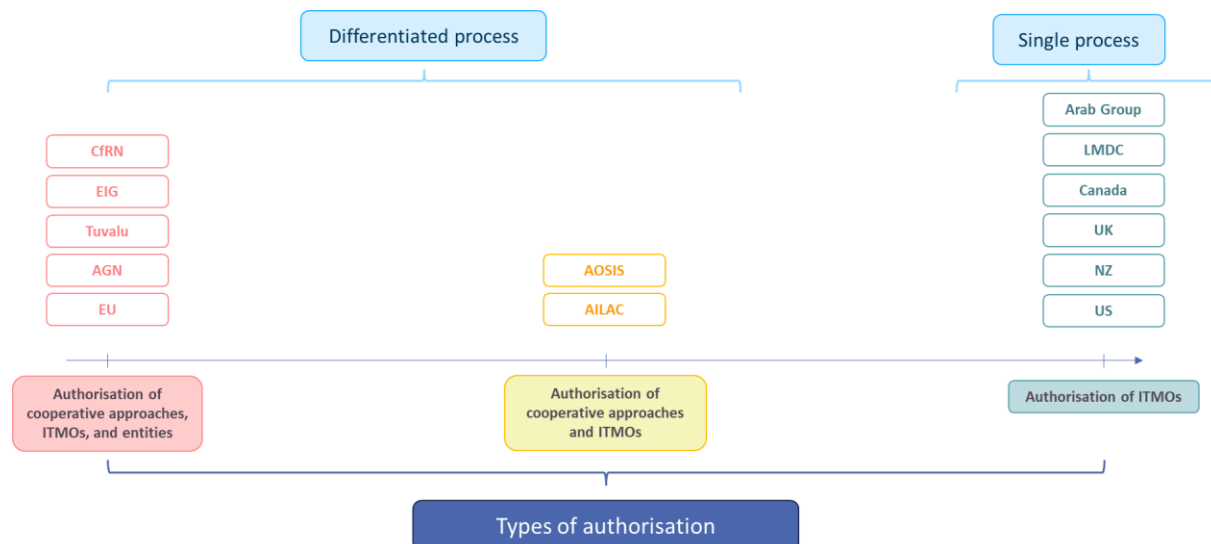 Differentiated process
Single process
CfRN
EIG
Tuvalu
AGN
EU
AOSIS
AILAC
Arab Group
LMDC
Canada
UK
NZ
US
Authorisation of
cooperative approaches,
ITMOs, and entities
Authorisation of
cooperative approaches
and ITMOs
Authorisation of ITMOs
Types of authorisation